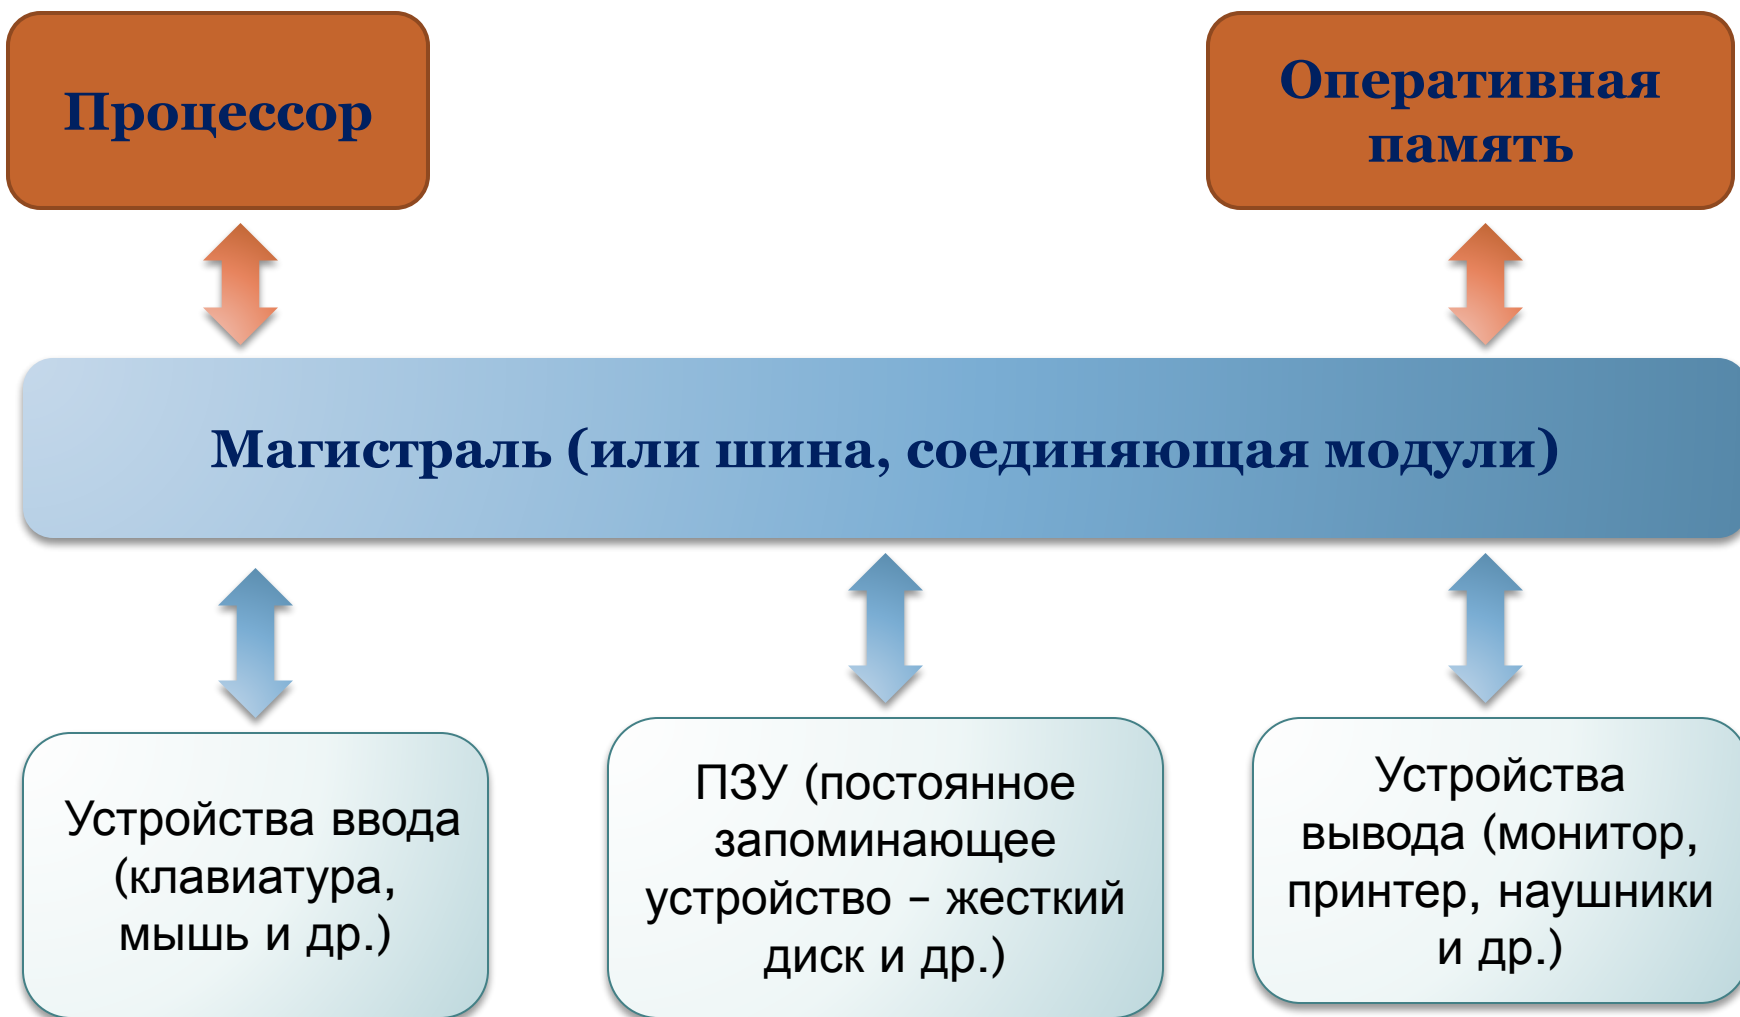 Процессор
Оперативная
память
Магистраль (или шина, соединяющая модули)
Устройства ввода
(клавиатура,
мышь и др.)
ПЗУ (постоянное
запоминающее
устройство – жесткий
диск и др.)
Устройства
вывода (монитор,
принтер, наушники
и др.)